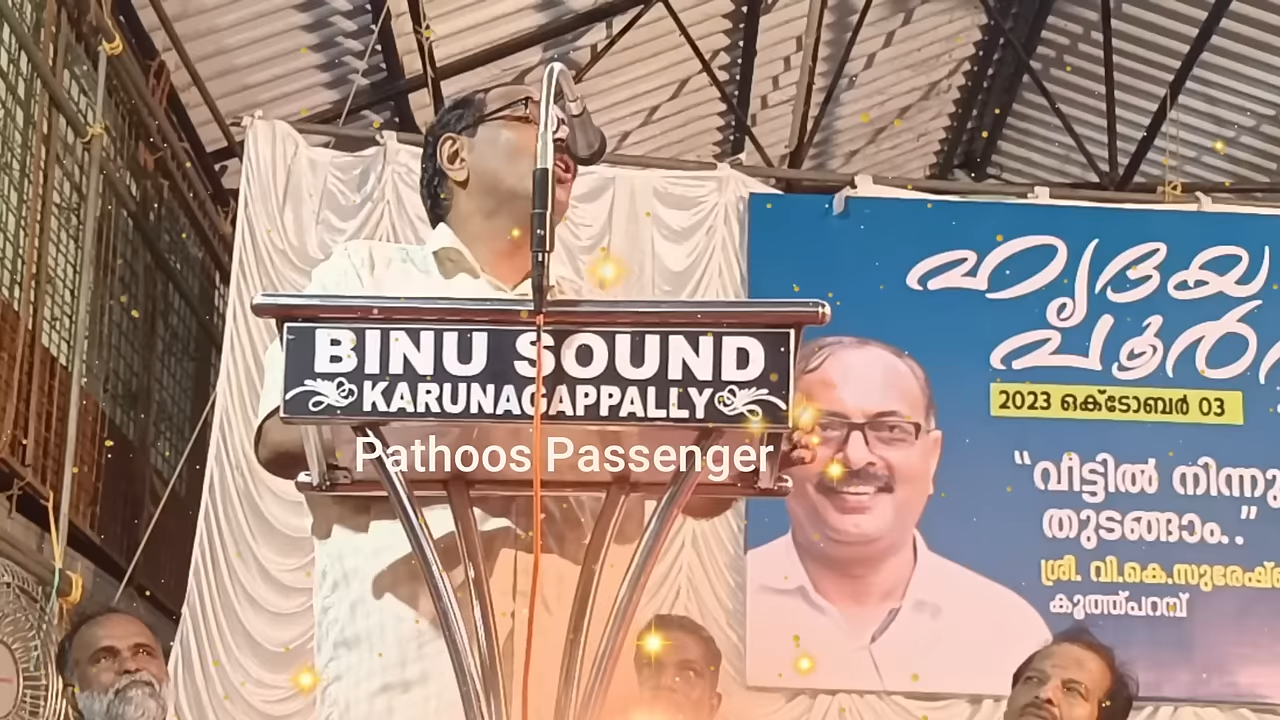 BINU SOUND
KARUNAGAPPALLY
Pathoos Passenger
ഹൃദയ
2023 ഒക്ടോബർ 03
“വീട്ടിൽ നിന്നു
തുടങ്ങാം..”
ശ്രീ. വി.കെ.സുരേഷ്
കൂത്ത്പറമ്പ്